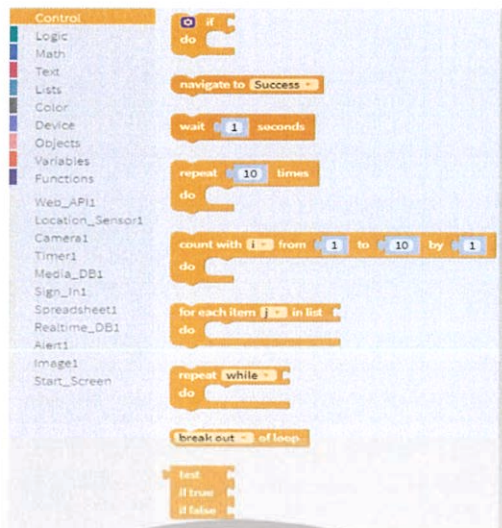 Control
Logic
Math
Text
Lists
Color
Device
Objects
Variables
Functions
Web_API1
Location_Sensor1
Camera1
Timer1
Media_DB1
Sign_In1
Spreadsheet1
Realtime_DB1
Alert1
Image1
Start_Screen
if
do
navigate to Success
wait 1 seconds
repeat 10 times
do
count with i from 1 to 10 by 1
do
for each item j in list
do
repeat while
do
break out of loop
test
if true
if false